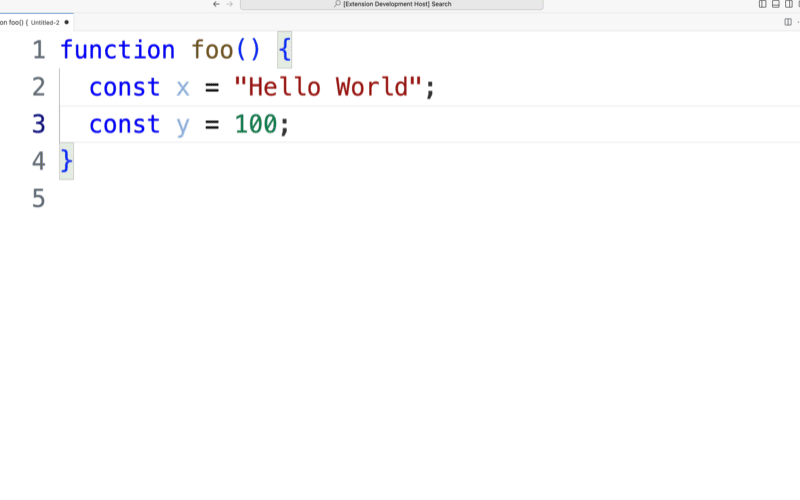 [Extension Development Host] Search
on foo() { Untitled-2
1 function foo() {
2 const x = "Hello World";
3 const y = 100;
4 }
5